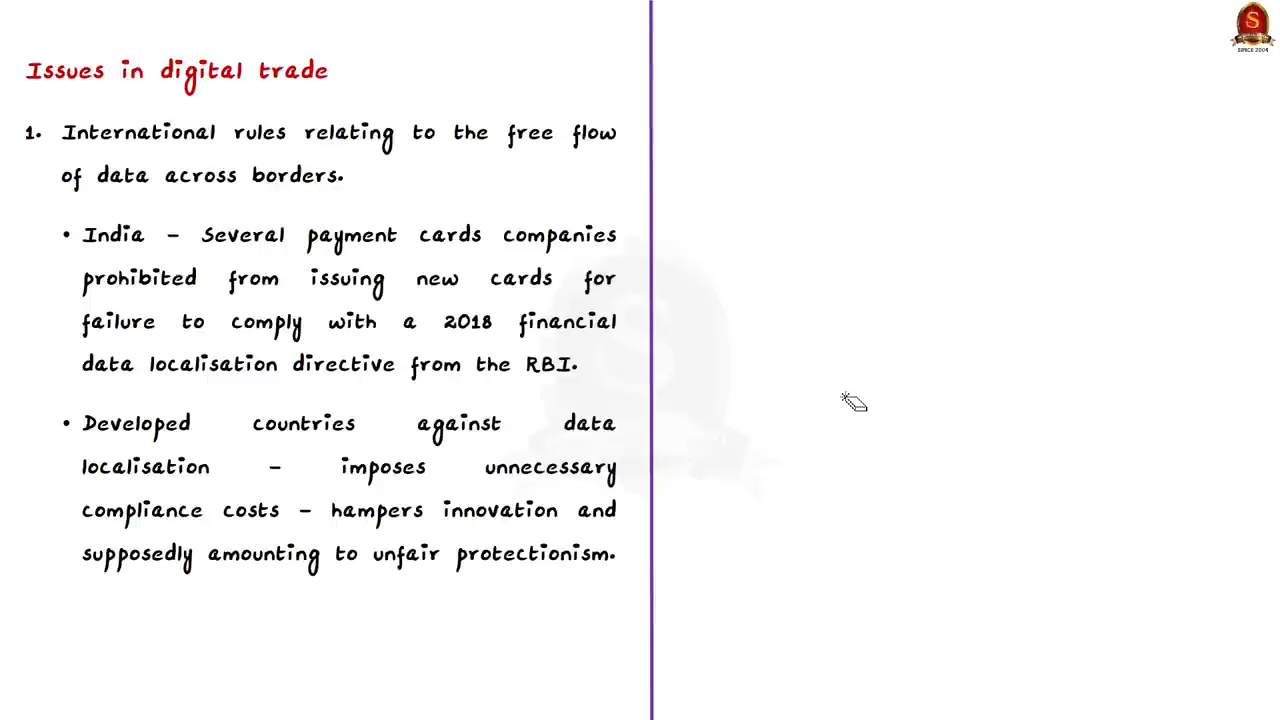 Issues in digital trade
1. International rules relating to the free flow
of data across borders.
• India - Several payment cards companies
prohibited from issuing new cards for
failure to comply with a 2018 financial
data localisation directive from the RBI.
• Developed countries against data
localisation - imposes unnecessary
compliance costs - hampers innovation and
supposedly amounting to unfair protectionism.
S
SINCE 2004